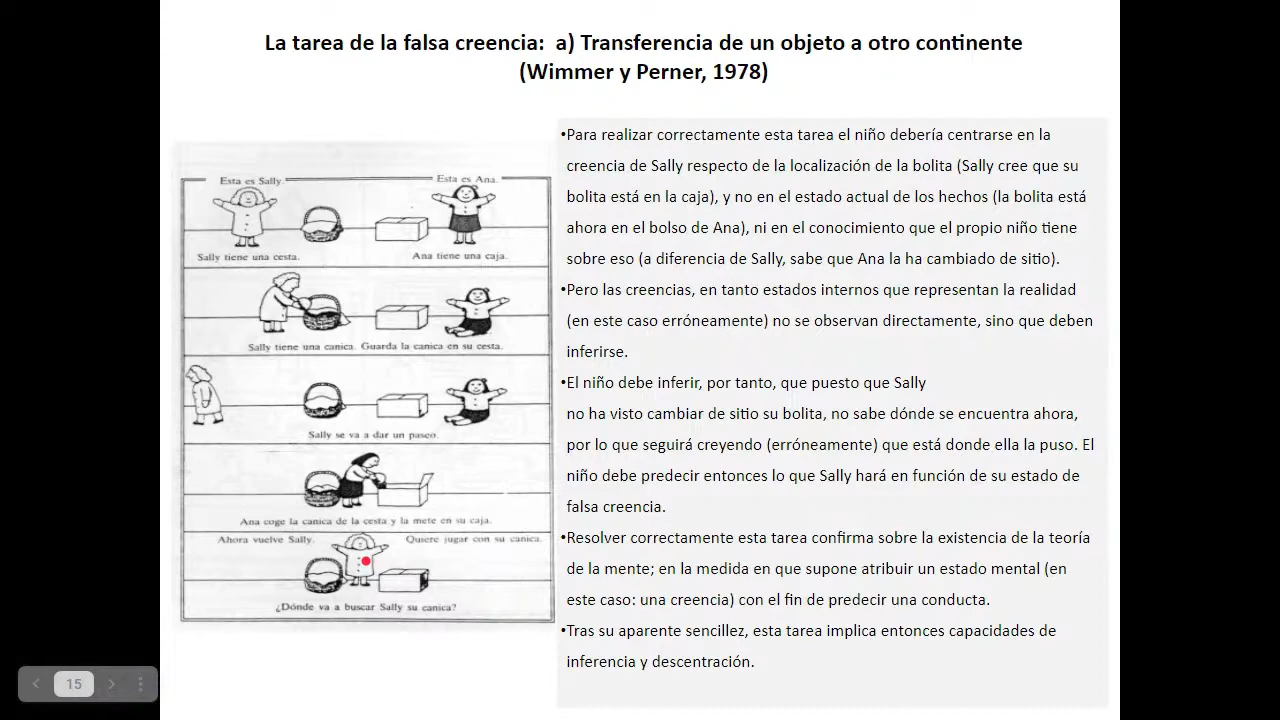 La tarea de la falsa creencia:  a) Transferencia de un objeto a otro continente
(Wimmer y Perner, 1978)
Esta es Sally.
Esta es Ana.
Sally tiene una cesta.
Ana tiene una caja.
Sally tiene una canica. Guarda la canica en su cesta.
Sally se va a dar un paseo.
Ana coge la canica de la cesta y la mete en su caja.
Ahora vuelve Sally.
Quiere jugar con su canica.
¿Dónde va a buscar Sally su canica?
•Para realizar correctamente esta tarea el niño debería centrarse en la
creencia de Sally respecto de la localización de la bolita (Sally cree que su
bolita está en la caja), y no en el estado actual de los hechos (la bolita está
ahora en el bolso de Ana), ni en el conocimiento que el propio niño tiene
sobre eso (a diferencia de Sally, sabe que Ana la ha cambiado de sitio).
•Pero las creencias, en tanto estados internos que representan la realidad
(en este caso erróneamente) no se observan directamente, sino que deben
inferirse.
•El niño debe inferir, por tanto, que puesto que Sally
no ha visto cambiar de sitio su bolita, no sabe dónde se encuentra ahora,
por lo que seguirá creyendo (erróneamente) que está donde ella la puso. El
niño debe predecir entonces lo que Sally hará en función de su estado de
falsa creencia.
•Resolver correctamente esta tarea confirma sobre la existencia de la teoría
de la mente; en la medida en que supone atribuir un estado mental (en
este caso: una creencia) con el fin de predecir una conducta.
•Tras su aparente sencillez, esta tarea implica entonces capacidades de
inferencia y descentración.
15